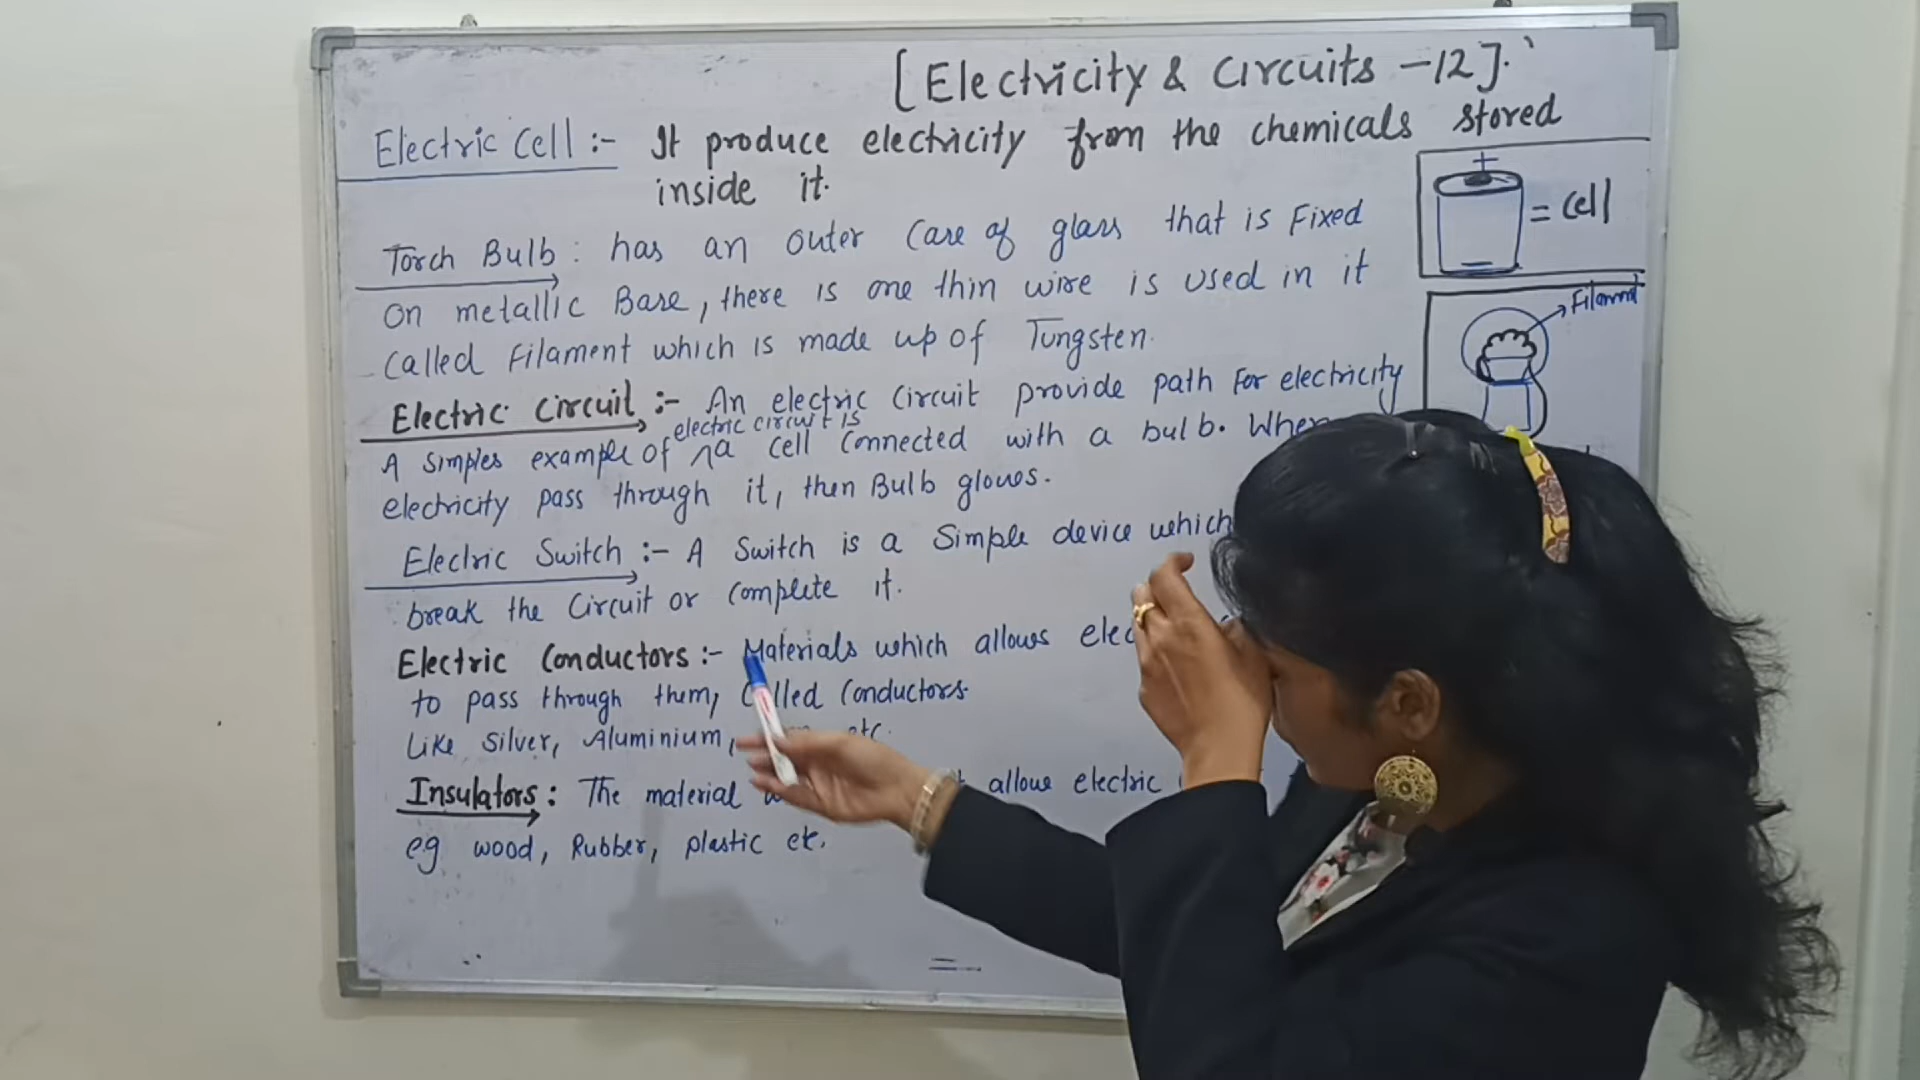 [Electricity & Circuits -12].
Electric Cell :- It produce electricity from the chemicals stored
inside it.
+
= Cell
Torch Bulb : has an outer Case of glass that is Fixed
on metallic Base, there is one thin wire is used in it
Called Filament which is made up of Tungsten.
Filamnt
Electric Circuit :- An electric Circuit provide path For electricity
electric circuit is
A Simples example of a cell Connected with a bulb. When
electricity pass through it, then Bulb glows.
Electric Switch :- A Switch is a Simple device which
break the Circuit or Complete it.
Electric Conductors :- Materials which allows
to pass through them, Called Conductors.
Like Silver, Aluminium, etc.
Insulators : The material allow electric
e.g wood, Rubber, plastic etc.